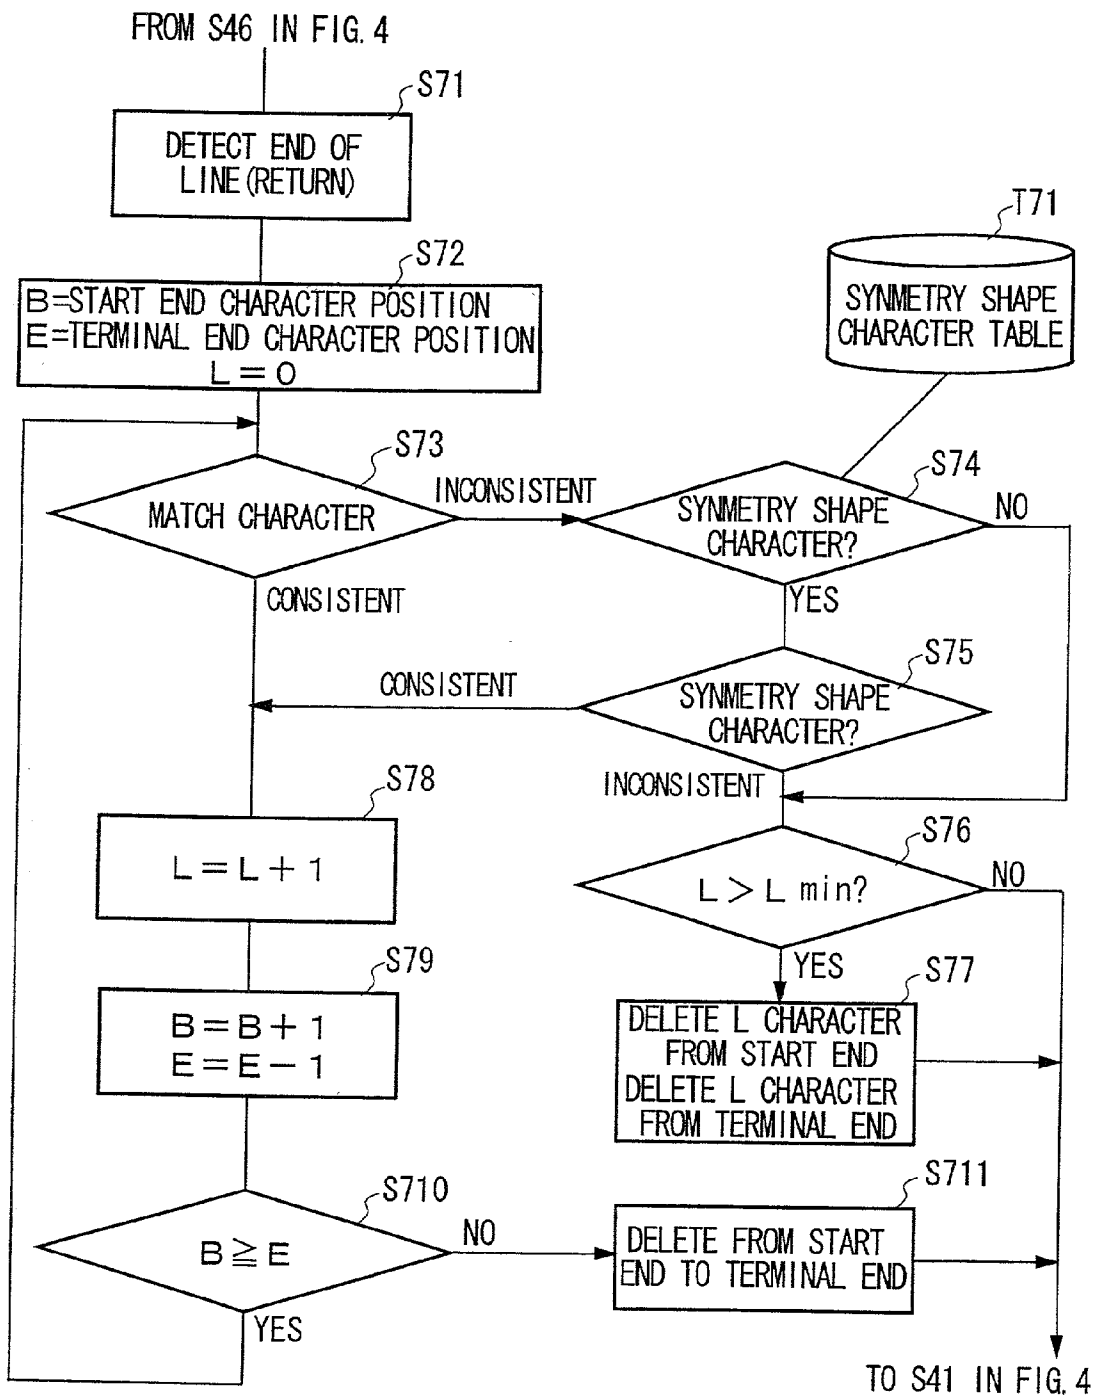 FROM S46 IN FIG. 4
S71
DETECT END OF
LINE (RETURN)
T71
SYNMETRY SHAPE
CHARACTER TABLE
S72
B=START END CHARACTER POSITION
E=TERMINAL END CHARACTER POSITION
L=0
S73
MATCH CHARACTER
INCONSISTENT
CONSISTENT
S74
SYNMETRY SHAPE
CHARACTER?
NO
YES
S75
SYNMETRY SHAPE
CHARACTER?
CONSISTENT
INCONSISTENT
S78
L=L+1
S76
L>L min?
NO
YES
S79
B=B+1
E=E-1
S77
DELETE L CHARACTER
FROM START END
DELETE L CHARACTER
FROM TERMINAL END
S710
B≧E
NO
YES
S711
DELETE FROM START
END TO TERMINAL END
TO S41 IN FIG. 4